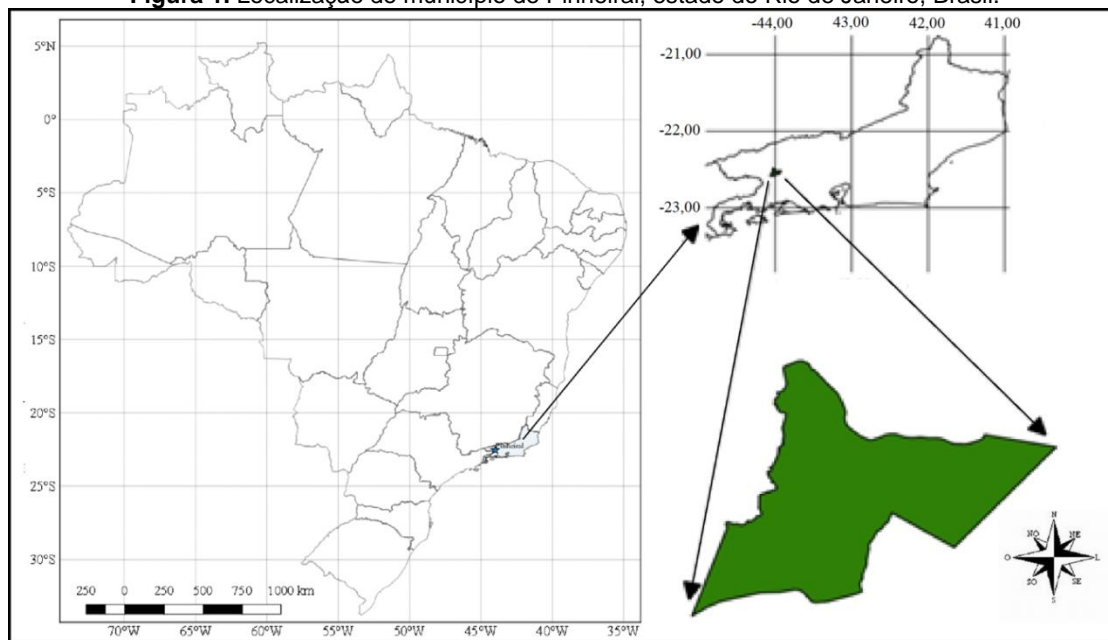 Figura 1. Localização do município de Pinheiral, estado do Rio de Janeiro, Brasil.
5°N
0°
5°S
10°S
15°S
20°S
25°S
30°S
250 0 250 500 750 1000 km
70°W 65°W 60°W 55°W 50°W 45°W 40°W 35°W
Pinheiral
-44,00 43,00 42,00 41,00
-21,00
-22,00
-23,00
N
NO NE
O L
SO SE
S